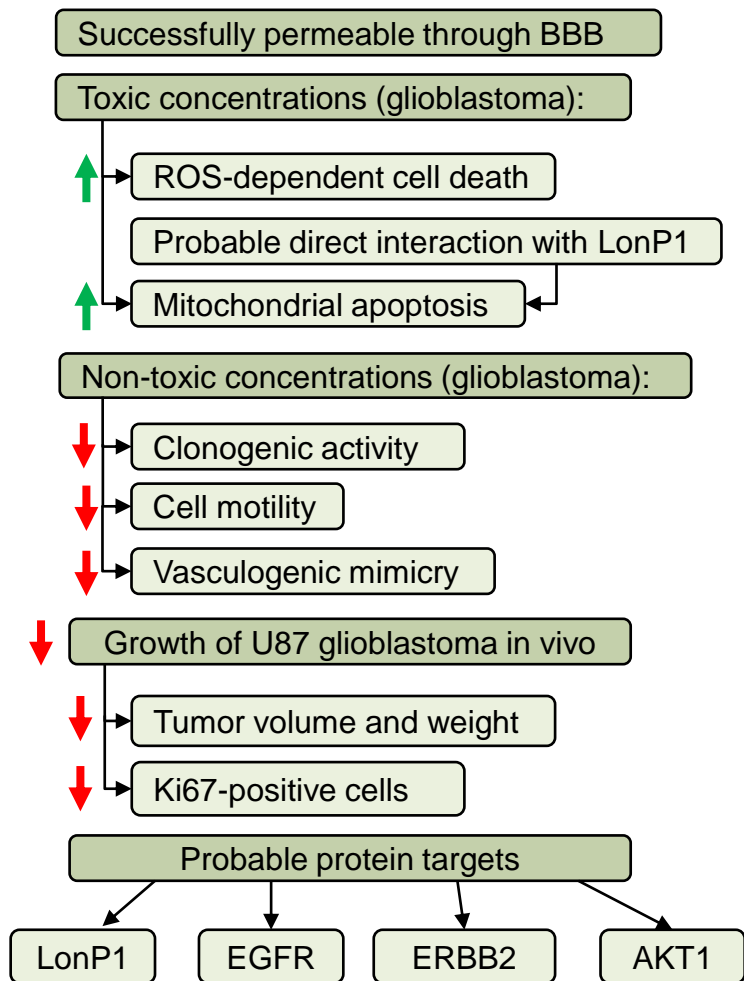 Successfully permeable through BBB
Toxic concentrations (glioblastoma):
ROS-dependent cell death
Probable direct interaction with LonP1
Mitochondrial apoptosis
Non-toxic concentrations (glioblastoma):
Clonogenic activity
Cell motility
Vasculogenic mimicry
Growth of U87 glioblastoma in vivo
Tumor volume and weight
Ki67-positive cells
Probable protein targets
LonP1
EGFR
ERBB2
AKT1